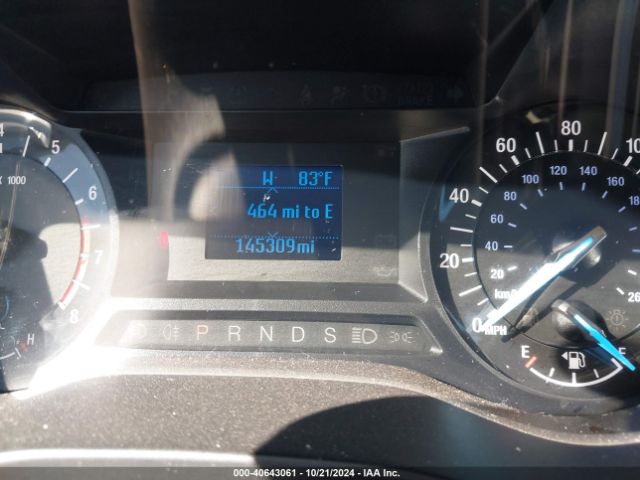 W 83°F
464 mi to E
145309mi
4 5 6 7 8
X 1000
H
P R N D S
0 20 40 60 80
MPH
20 40 80 100 120 140 160
km/h
E
000-40643061 - 10/21/2024 - IAA Inc.